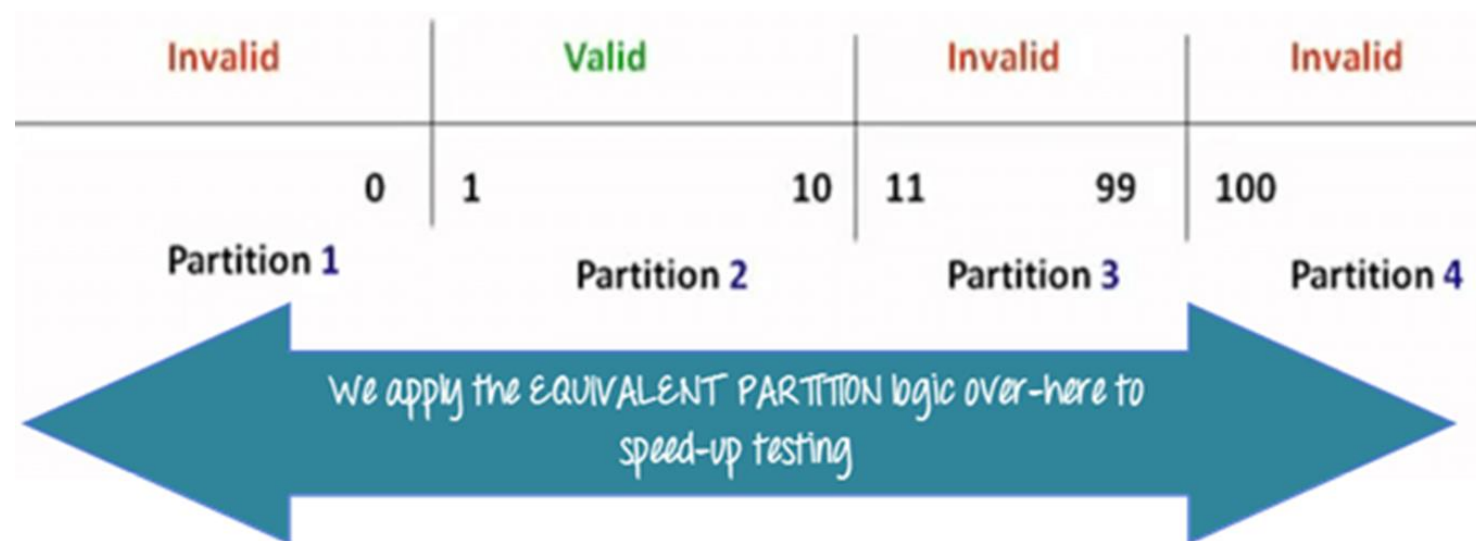 Invalid Valid Invalid Invalid
0 1 10 11 99 100
Partition 1 Partition 2 Partition 3 Partition 4
We apply the EQUIVALENT PARTITION logic over-here to
speed-up testing